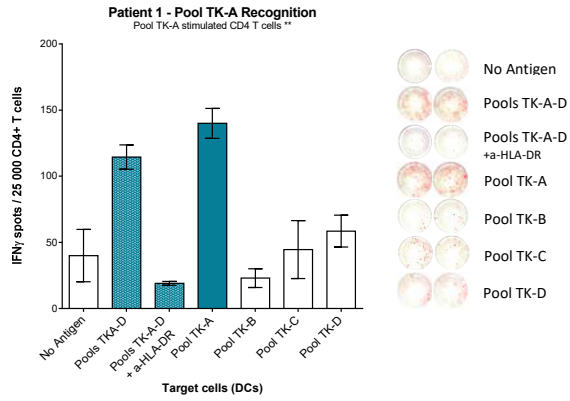 Patient 1 - Pool TK-A Recognition
Pool TK-A stimulated CD4 T cells **
IFNγ spots / 25 000 CD4+ T cells
200
150
100
50
0
No Antigen
Pools TKA-D
Pools TK-A-D
+ a-HLA-DR
Pool TK-A
Pool TK-B
Pool TK-C
Pool TK-D
Target cells (DCs)
No Antigen
Pools TK-A-D
Pools TK-A-D
+a-HLA-DR
Pool TK-A
Pool TK-B
Pool TK-C
Pool TK-D